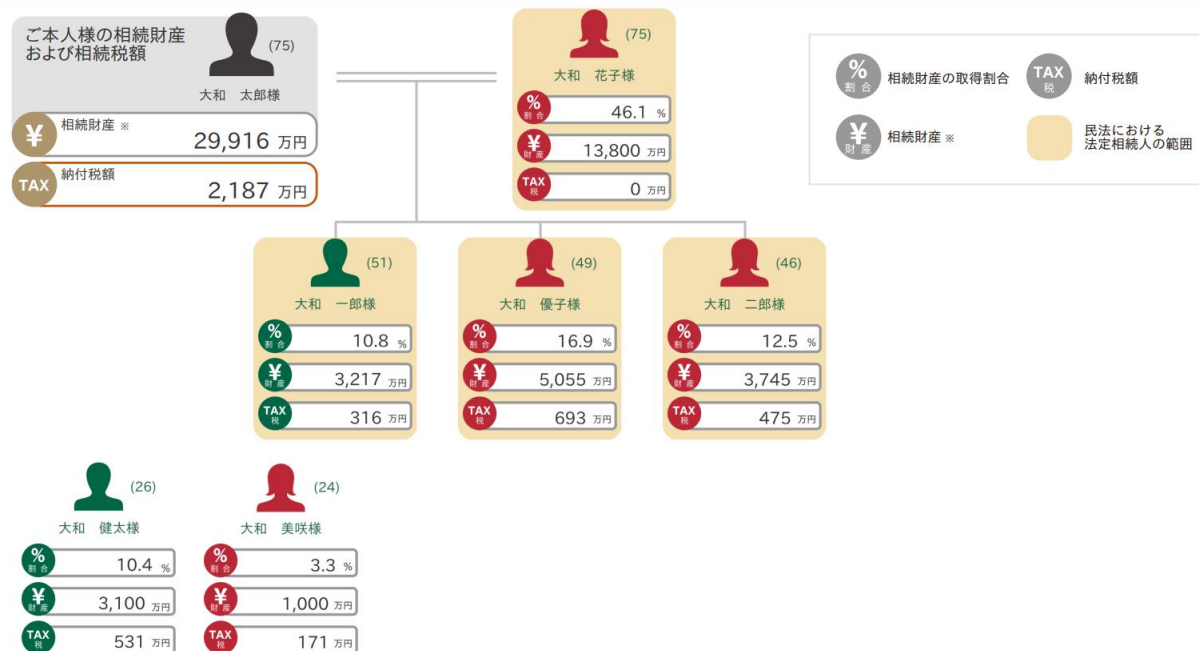 ご本人様の相続財産
および相続税額
(75)
大和 太郎様
¥ 相続財産 ※
29,916 万円
TAX 納付税額
2,187 万円
(75)
大和 花子様
% 割合 46.1 %
¥ 財産 13,800 万円
TAX 税 0 万円
% 割合 相続財産の取得割合
TAX 税 納付税額
¥ 財産 相続財産 ※
民法における
法定相続人の範囲
(51)
大和 一郎様
% 割合 10.8 %
¥ 財産 3,217 万円
TAX 税 316 万円
(49)
大和 優子様
% 割合 16.9 %
¥ 財産 5,055 万円
TAX 税 693 万円
(46)
大和 二郎様
% 割合 12.5 %
¥ 財産 3,745 万円
TAX 税 475 万円
(26)
大和 健太様
% 割合 10.4 %
¥ 財産 3,100 万円
TAX 税 531 万円
(24)
大和 美咲様
% 割合 3.3 %
¥ 財産 1,000 万円
TAX 税 171 万円